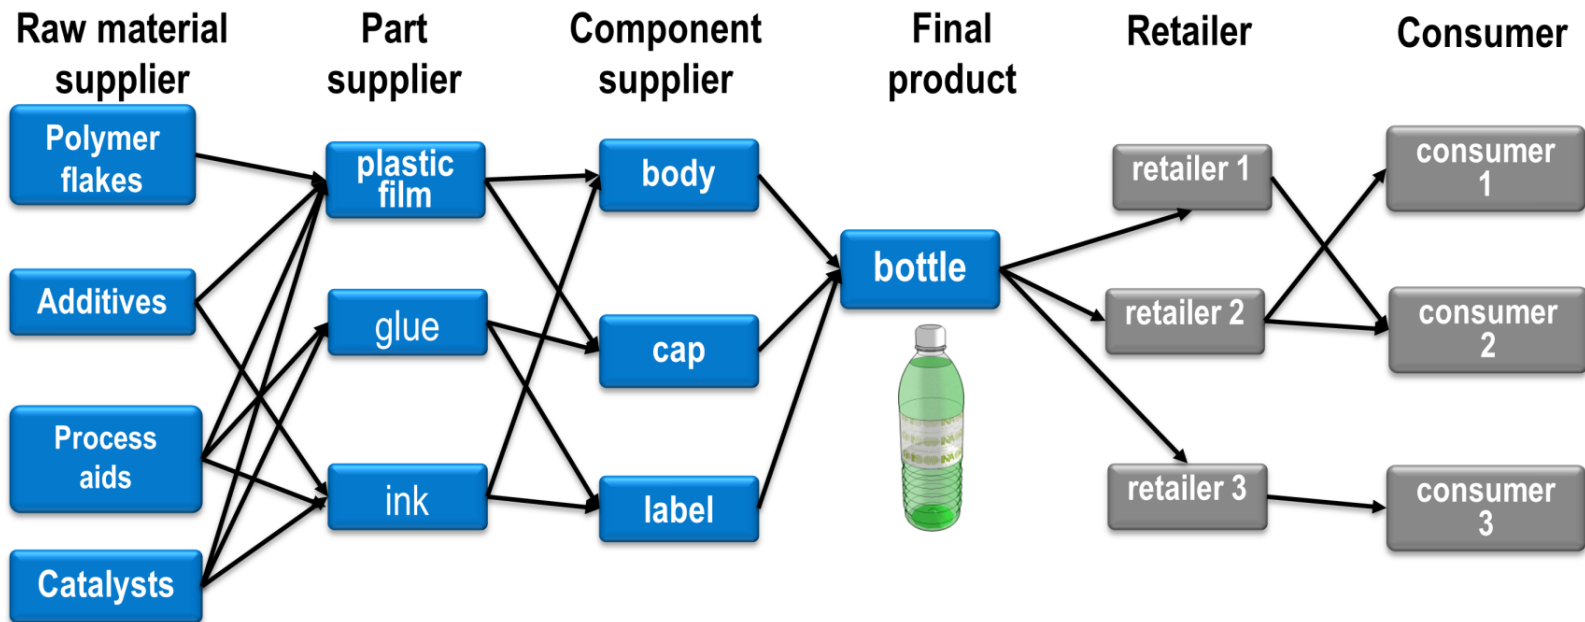 Raw material
supplier
Part
supplier
Component
supplier
Final
product
Retailer
Consumer
Polymer
flakes
Additives
Process
aids
Catalysts
plastic
film
glue
ink
body
cap
label
bottle
retailer 1
retailer 2
retailer 3
consumer
1
consumer
2
consumer
3